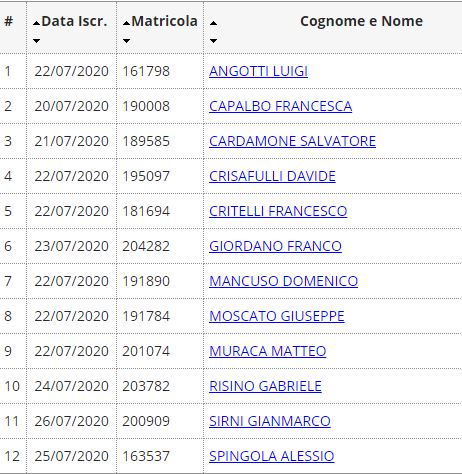 # Data Iscr. Matricola Cognome e Nome
1 22/07/2020 161798 ANGOTTI LUIGI
2 20/07/2020 190008 CAPALBO FRANCESCA
3 21/07/2020 189585 CARDAMONE SALVATORE
4 22/07/2020 195097 CRISAFULLI DAVIDE
5 22/07/2020 181694 CRITELLI FRANCESCO
6 23/07/2020 204282 GIORDANO FRANCO
7 22/07/2020 191890 MANCUSO DOMENICO
8 22/07/2020 191784 MOSCATO GIUSEPPE
9 22/07/2020 201074 MURACA MATTEO
10 24/07/2020 203782 RISINO GABRIELE
11 26/07/2020 200909 SIRNI GIANMARCO
12 25/07/2020 163537 SPINGOLA ALESSIO